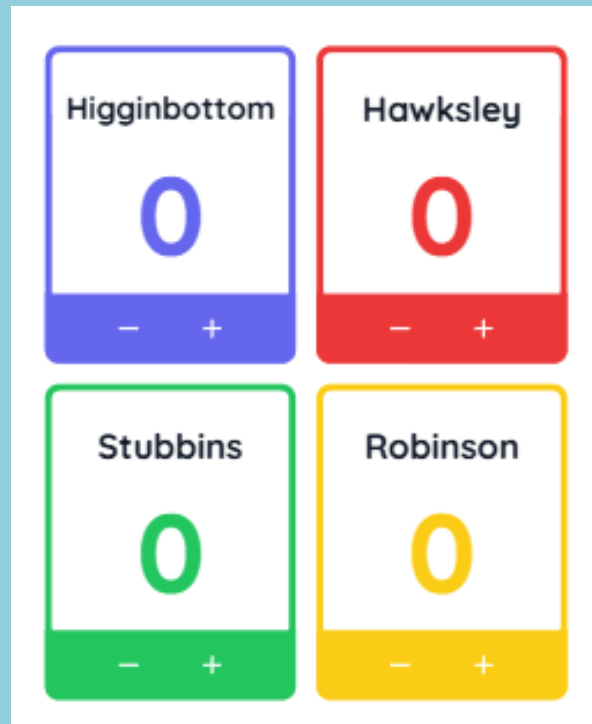 Higginbottom
Hawksley
0
0
− +
− +
Stubbins
Robinson
0
0
− +
− +